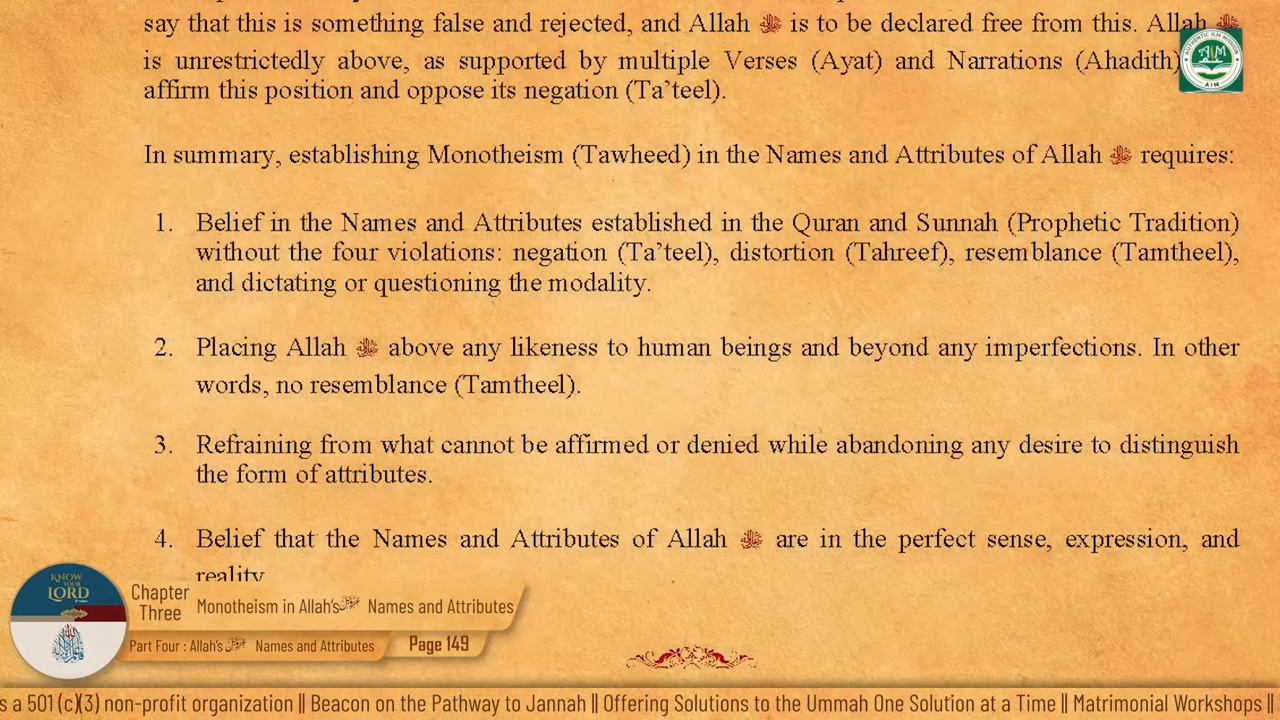 say that this is something false and rejected, and Allah ﷻ is to be declared free from this. Allah ﷻ
is unrestrictedly above, as supported by multiple Verses (Ayat) and Narrations (Ahadith)
affirm this position and oppose its negation (Ta’teel).
In summary, establishing Monotheism (Tawheed) in the Names and Attributes of Allah ﷻ requires:
1. Belief in the Names and Attributes established in the Quran and Sunnah (Prophetic Tradition)
without the four violations: negation (Ta’teel), distortion (Tahreef), resemblance (Tamtheel),
and dictating or questioning the modality.
2. Placing Allah ﷻ above any likeness to human beings and beyond any imperfections. In other
words, no resemblance (Tamtheel).
3. Refraining from what cannot be affirmed or denied while abandoning any desire to distinguish
the form of attributes.
4. Belief that the Names and Attributes of Allah ﷻ are in the perfect sense, expression, and
reality
KNOW
YOUR
LORD
Chapter
Three
Monotheism in Allah’s ﷻ Names and Attributes
Part Four : Allah’s ﷻ Names and Attributes
Page 149
AUTHENTIC ILM MISSION
AIM
AIM
s a 501 (c)(3) non-profit organization || Beacon on the Pathway to Jannah || Offering Solutions to the Ummah One Solution at a Time || Matrimonial Workshops ||